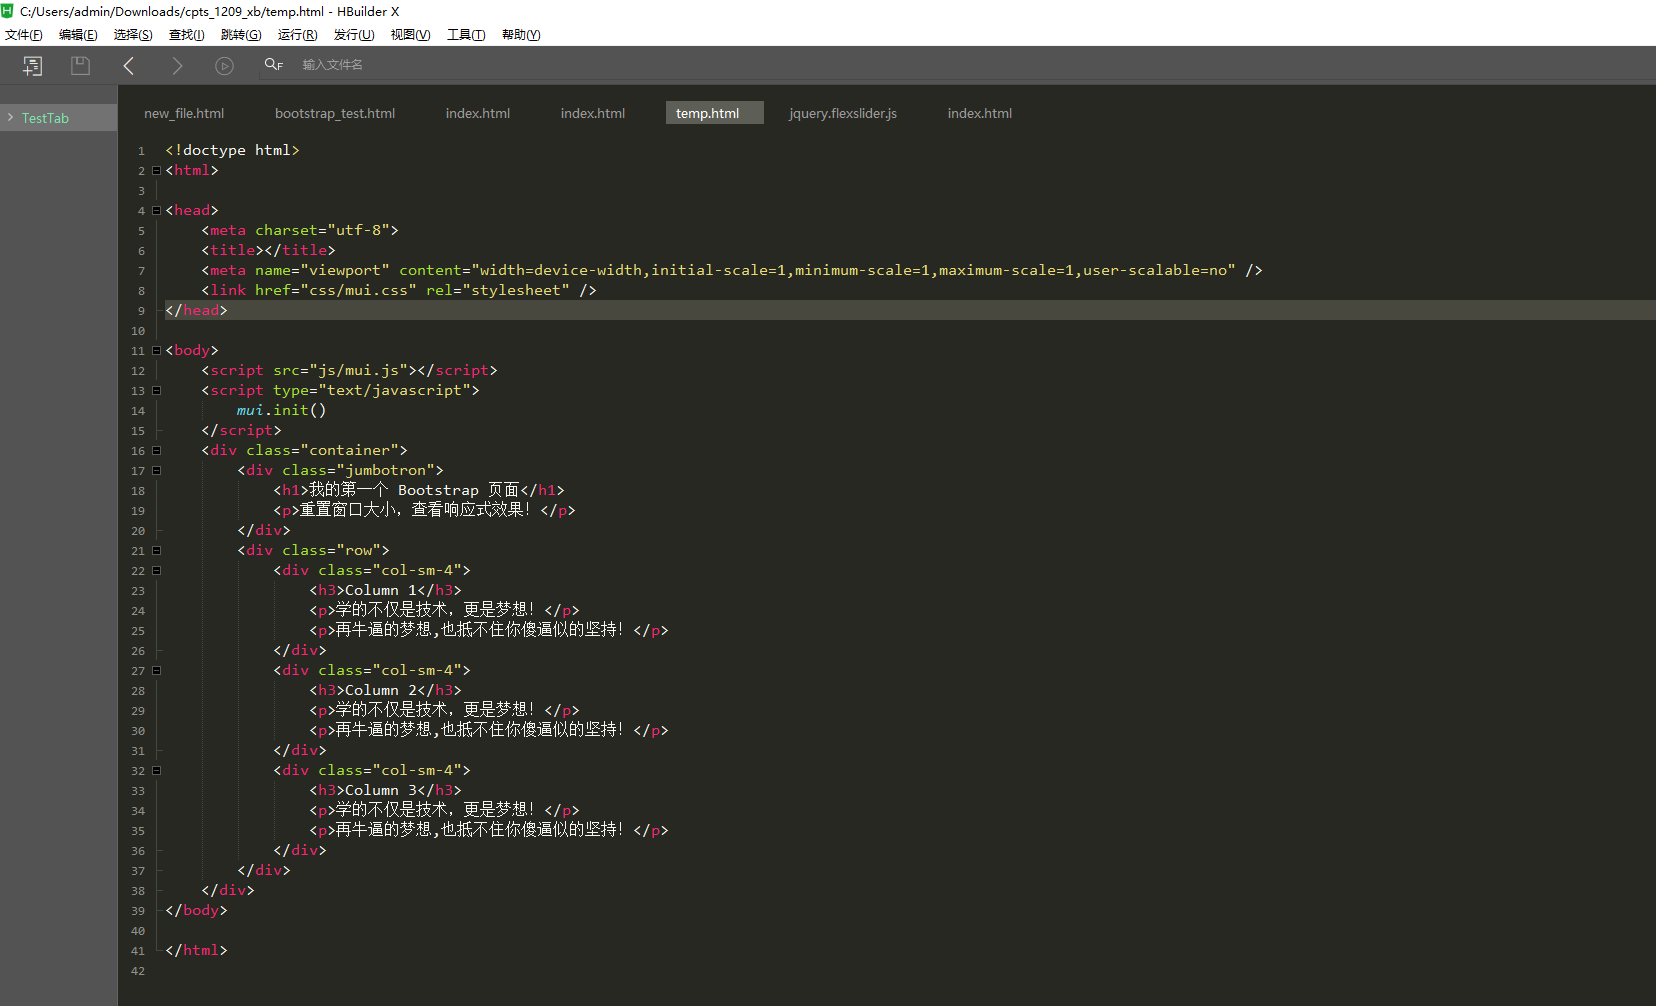 C:/Users/admin/Downloads/cpts_1209_xb/temp.html - HBuilder X
文件(F) 编辑(E) 选择(S) 查找(I) 跳转(G) 运行(R) 发行(U) 视图(V) 工具(T) 帮助(Y)
输入文件名
TestTab
new_file.html bootstrap_test.html index.html index.html temp.html jquery.flexslider.js index.html
1 <!doctype html>
2 <html>
3
4 <head>
5 <meta charset="utf-8">
6 <title></title>
7 <meta name="viewport" content="width=device-width,initial-scale=1,minimum-scale=1,maximum-scale=1,user-scalable=no" />
8 <link href="css/mui.css" rel="stylesheet" />
9 </head>
10
11 <body>
12 <script src="js/mui.js"></script>
13 <script type="text/javascript">
14 mui.init()
15 </script>
16 <div class="container">
17 <div class="jumbotron">
18 <h1>我的第一个 Bootstrap 页面</h1>
19 <p>重置窗口大小，查看响应式效果！</p>
20 </div>
21 <div class="row">
22 <div class="col-sm-4">
23 <h3>Column 1</h3>
24 <p>学的不仅是技术，更是梦想！</p>
25 <p>再牛逼的梦想,也抵不住你傻逼似的坚持！</p>
26 </div>
27 <div class="col-sm-4">
28 <h3>Column 2</h3>
29 <p>学的不仅是技术，更是梦想！</p>
30 <p>再牛逼的梦想,也抵不住你傻逼似的坚持！</p>
31 </div>
32 <div class="col-sm-4">
33 <h3>Column 3</h3>
34 <p>学的不仅是技术，更是梦想！</p>
35 <p>再牛逼的梦想,也抵不住你傻逼似的坚持！</p>
36 </div>
37 </div>
38 </div>
39 </body>
40
41 </html>
42